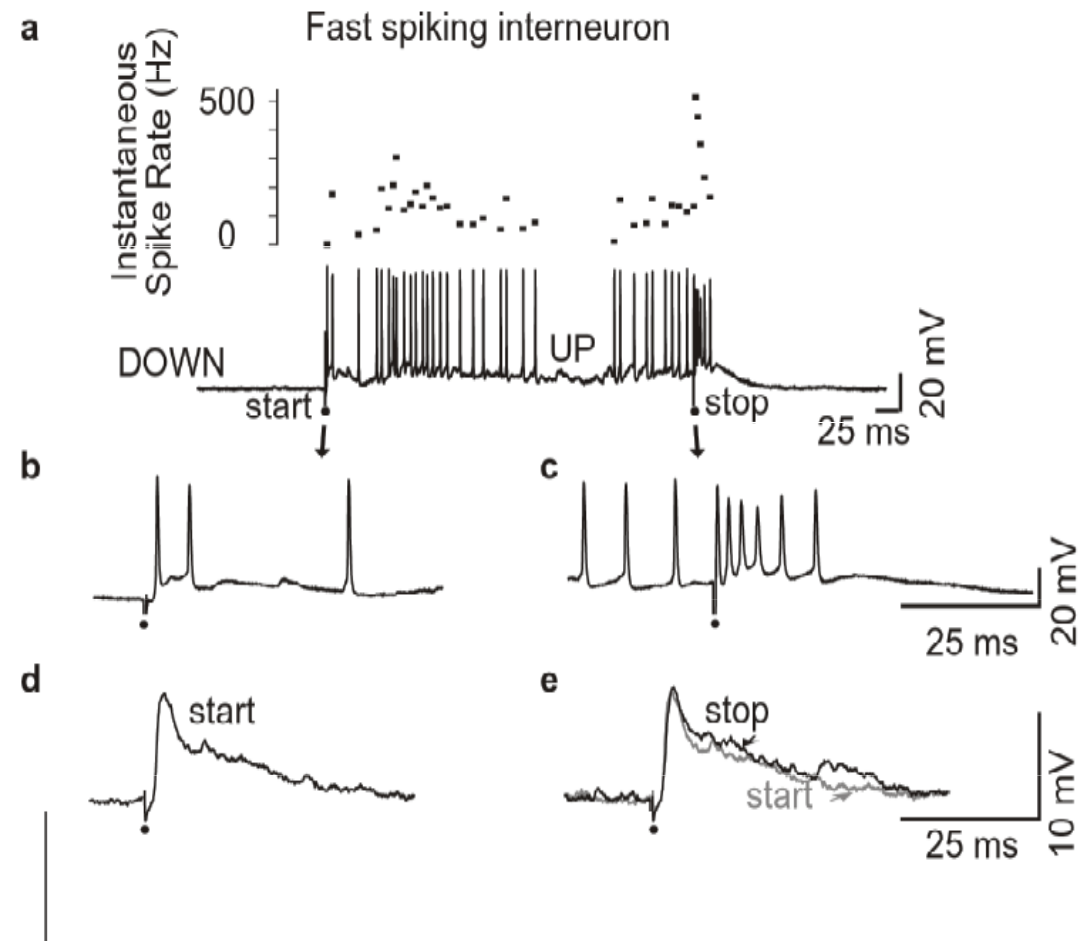 a
Fast spiking interneuron
Instantaneous
Spike Rate (Hz)
500
0
DOWN
UP
start
stop
20 mV
25 ms
b
c
20 mV
25 ms
d
start
e
stop
start
10 mV
25 ms